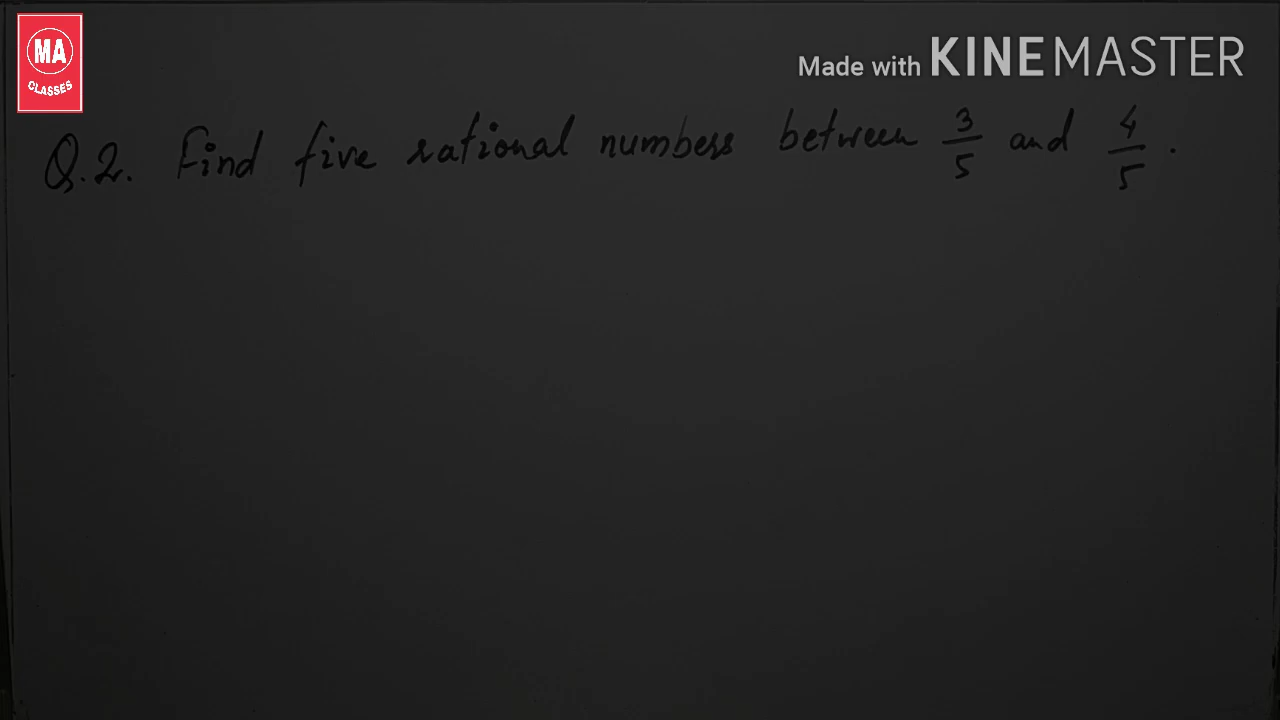 MA
CLASSES
Made with KINEMASTER
Q.2. Find five rational numbers between 3/5 and 4/5.